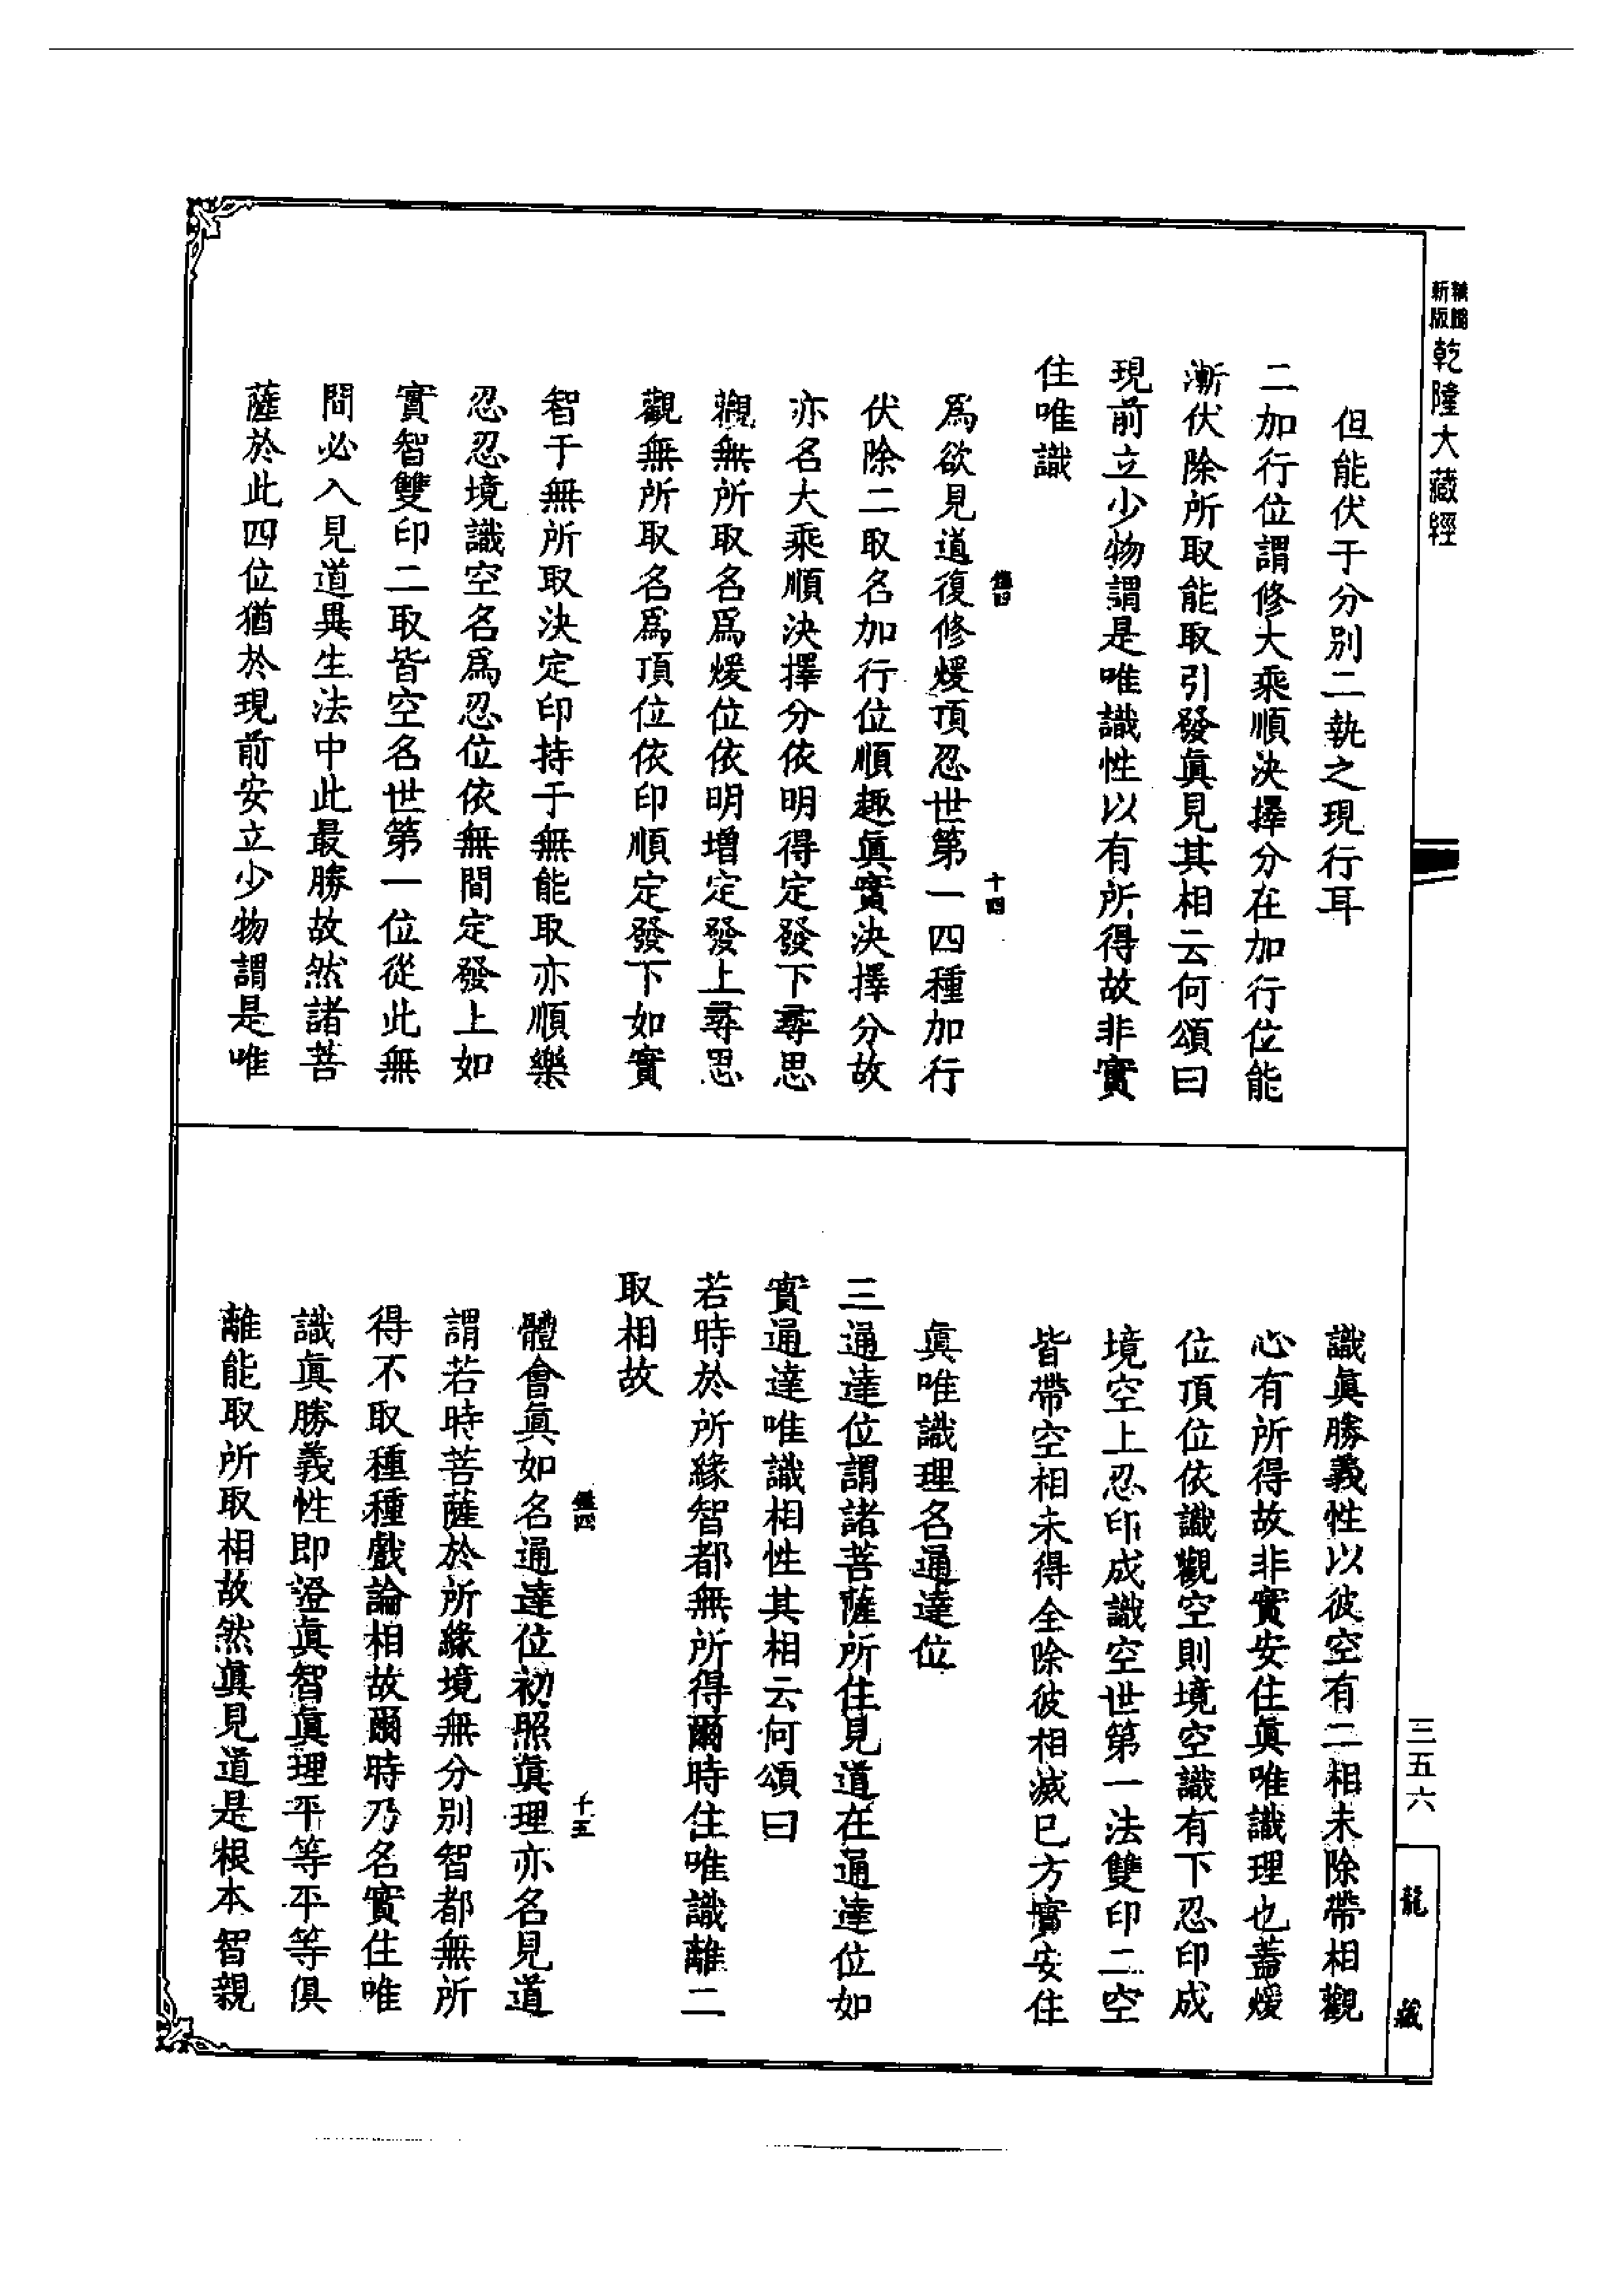 新版精縮乾隆大藏經
但能伏于分別二執之現行耳
二加行位謂修大乘順決擇分在加行位能
漸伏除所取能取引發眞見其相云何頌曰
現前立少物謂是唯識性以有所得故非實
住唯識
爲欲見道復修煖頂忍世第一四種加行
伏除二取名加行位順趣眞實決擇分故
亦名大乘順決擇分依明得定發下尋思
觀無所取名爲煖位依明增定發上尋思
觀無所取名爲頂位依印順定發下如實
智于無所取決定印持于無能取亦順樂
忍忍境識空名爲忍位依無間定發上如
實智雙印二取皆空名世第一位從此無
間必入見道異生法中此最勝故然諸菩
薩於此四位猶於現前安立少物謂是唯
十四
識眞勝義性以彼空有二相未除帶相觀
心有所得故非實安住眞唯識理也蓋煖
位頂位依識觀空則境空識有下忍印成
境空上忍印成識空世第一法雙印二空
皆帶空相未得全除彼相滅已方實安住
眞唯識理名通達位
三通達位謂諸菩薩所住見道在通達位如
實通達唯識相性其相云何頌曰
若時於所緣智都無所得爾時住唯識離二
取相故
體會眞如名通達位初照眞理亦名見道
謂若時菩薩於所緣境無分別智都無所
得不取種種戲論相故爾時乃名實住唯
識眞勝義性即證眞智眞理平等平等俱
離能取所取相故然眞見道是根本智親
十五
三五六
龍藏